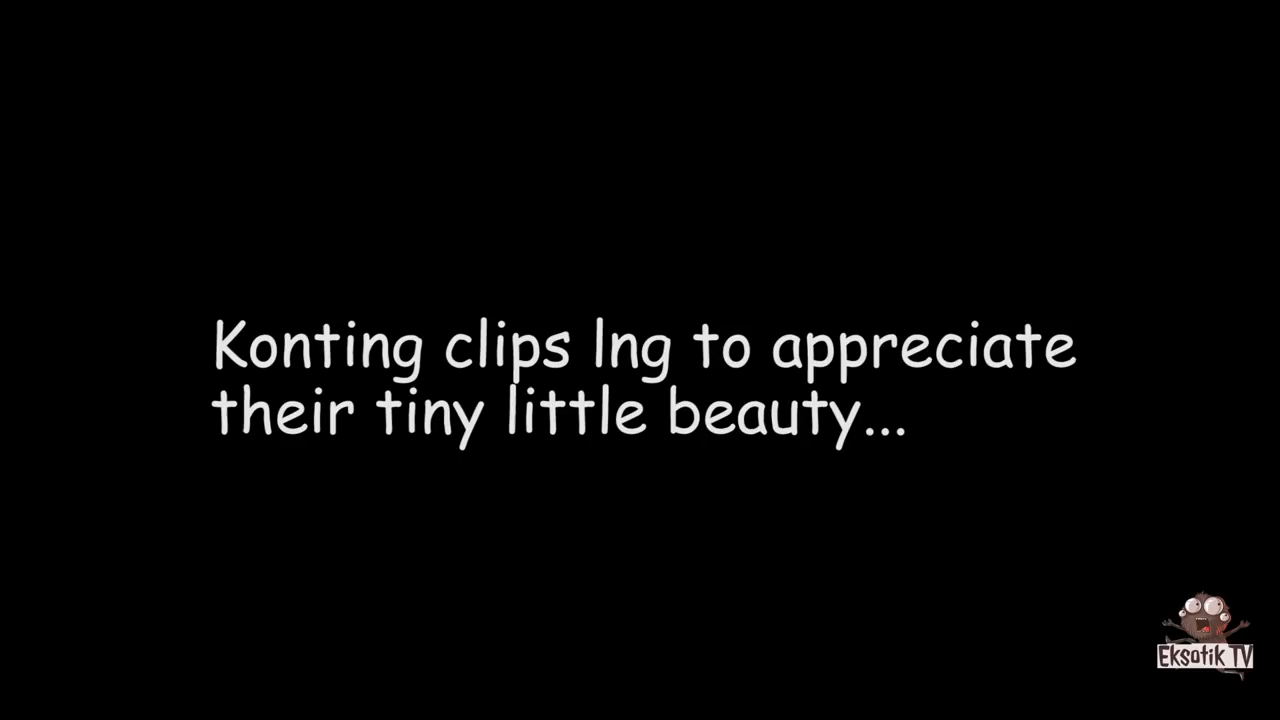 Konting clips lng to appreciate
their tiny little beauty...
Eksotik TV